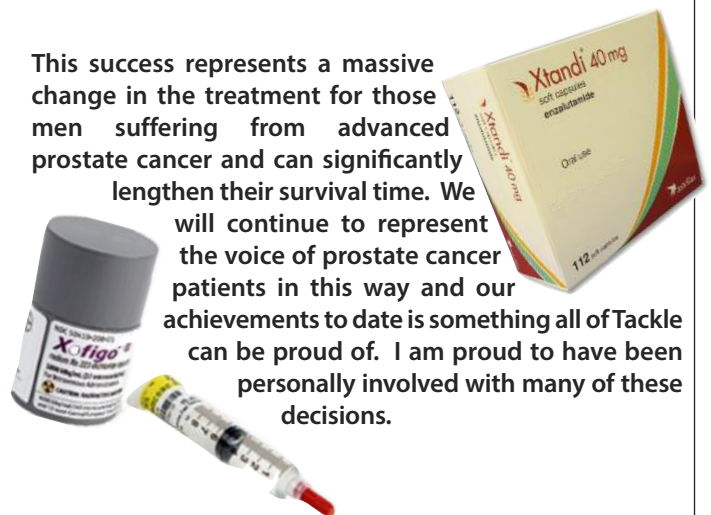 This success represents a massive
change in the treatment for those
men suffering from advanced
prostate cancer and can significantly
lengthen their survival time. We
will continue to represent
the voice of prostate cancer
patients in this way and our
achievements to date is something all of Tackle
can be proud of. I am proud to have been
personally involved with many of these
decisions.
Xtandi 40 mg
soft capsules
enzalutamide
Oral use
112 soft capsules
Xtandi 40 mg
Xofigo